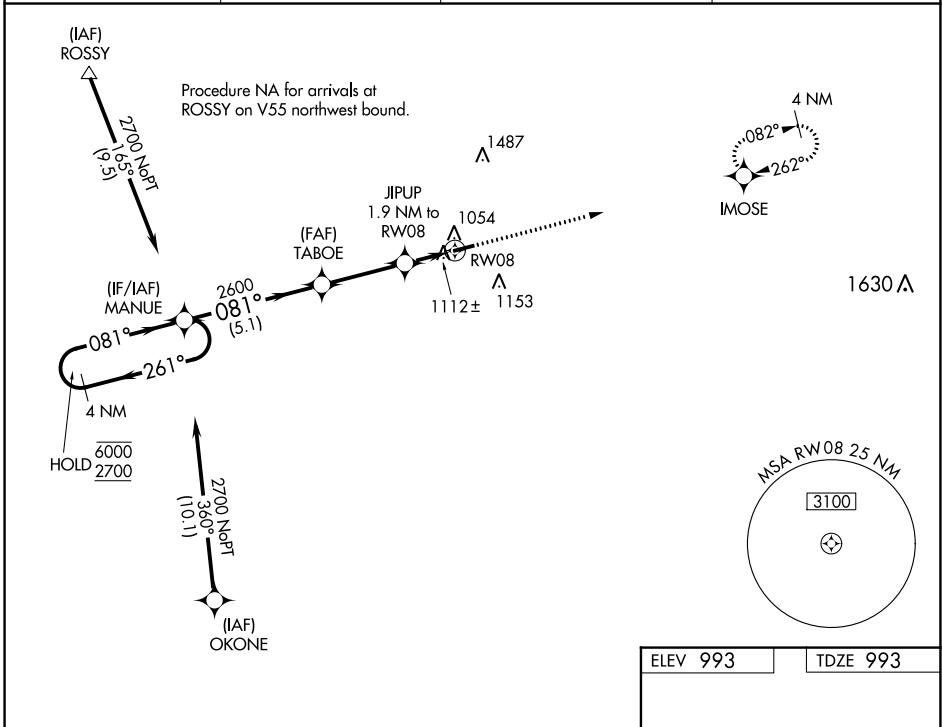 (IAF)
ROSSY
Procedure NA for arrivals at
ROSSY on V55 northwest bound.
2700 NoPT
165°
(9.5)
4 NM
082°
262°
IMOSE
1487
JIPUP
1.9 NM to
RW08
1054
(FAF)
TABOE
RW08
1112±
1153
1630
(IF/IAF)
MANUE
2600
081°
(5.1)
081°
261°
4 NM
HOLD 6000
2700
2700 NoPT
360°
(10.1)
(IAF)
OKONE
MSA RW08 25 NM
3100
ELEV 993
TDZE 993